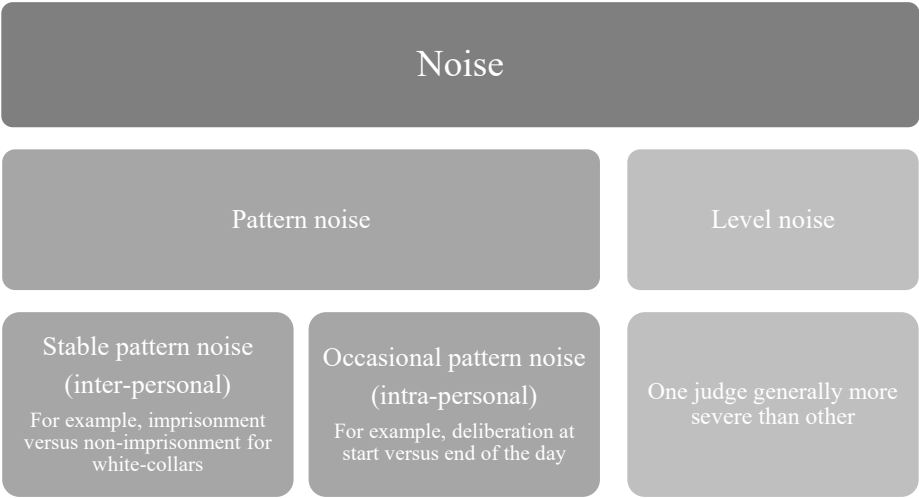 Noise
Pattern noise
Level noise
Stable pattern noise
(inter-personal)
For example, imprisonment
versus non-imprisonment for
white-collars
Occasional pattern noise
(intra-personal)
For example, deliberation at
start versus end of the day
One judge generally more
severe than other